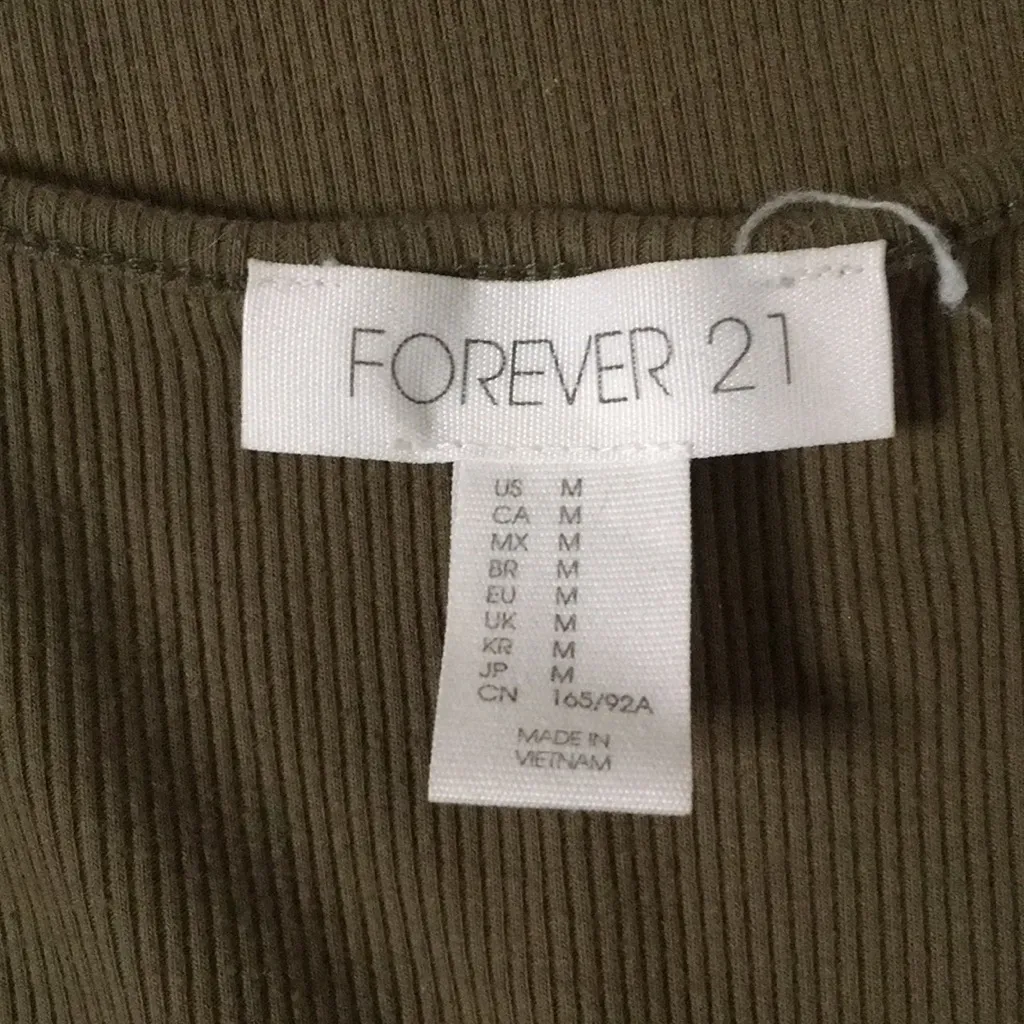 FOREVER 21
US M
CA M
MX M
BR M
EU M
UK M
KR M
JP M
CN 165/92A
MADE IN
VIETNAM